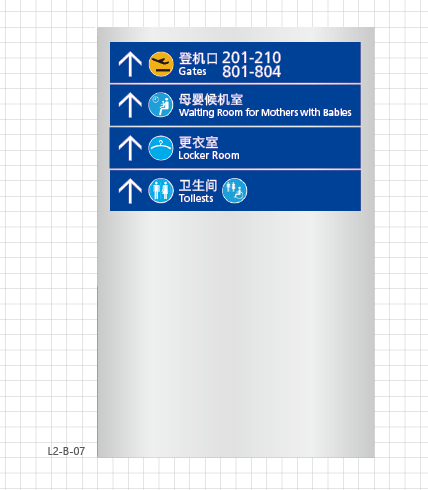 登机口 201-210
Gates 801-804
母婴候机室
Waiting Room for Mothers with Babies
更衣室
Locker Room
卫生间
Toilests
L2-B-07